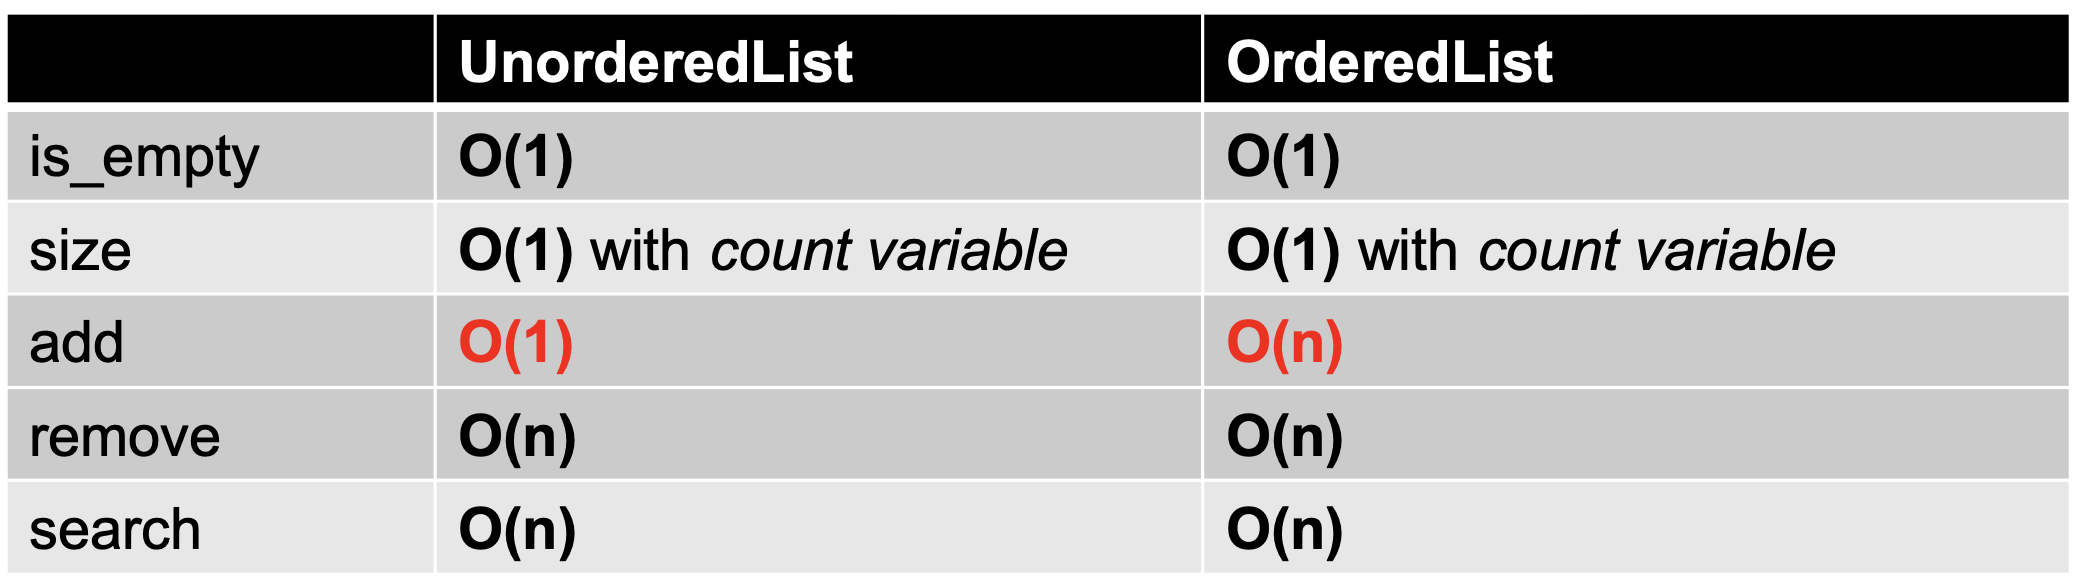 UnorderedList OrderedList
is_empty O(1) O(1)
size O(1) with count variable O(1) with count variable
add O(1) O(n)
remove O(n) O(n)
search O(n) O(n)